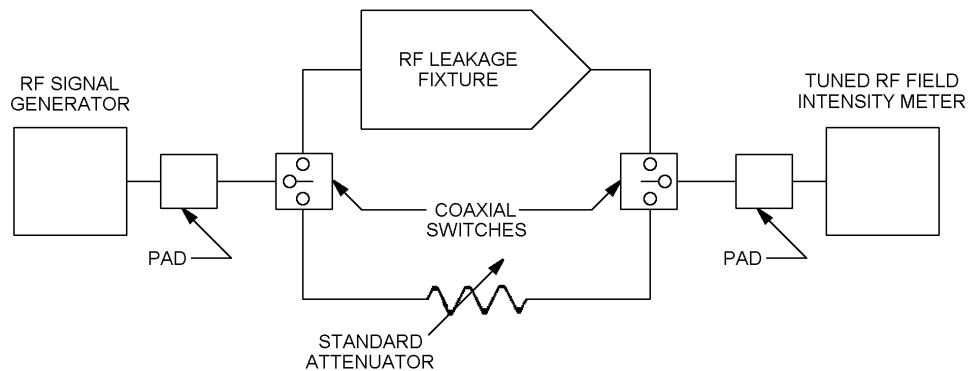 RF LEAKAGE
FIXTURE
RF SIGNAL
GENERATOR
TUNED RF FIELD
INTENSITY METER
COAXIAL
SWITCHES
PAD
PAD
STANDARD
ATTENUATOR